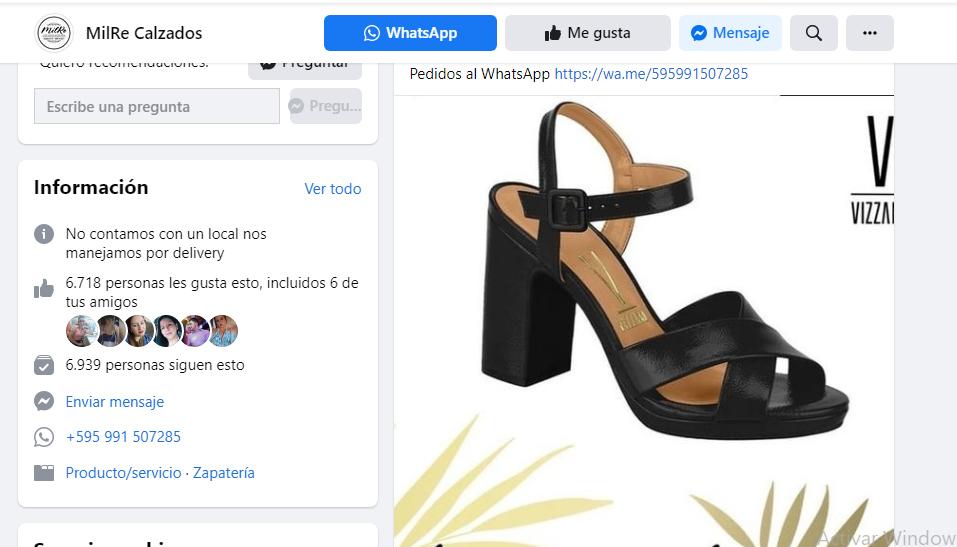 MilRe
MilRe Calzados
WhatsApp
Me gusta
Mensaje
Quiero recomendaciones.
Preguntar
Escribe una pregunta
Pregu...
Información
Ver todo
No contamos con un local nos
manejamos por delivery
6.718 personas les gusta esto, incluidos 6 de
tus amigos
6.939 personas siguen esto
Enviar mensaje
+595 991 507285
Producto/servicio · Zapatería
Pedidos al WhatsApp https://wa.me/595991507285
V
VIZZA
Activar Window